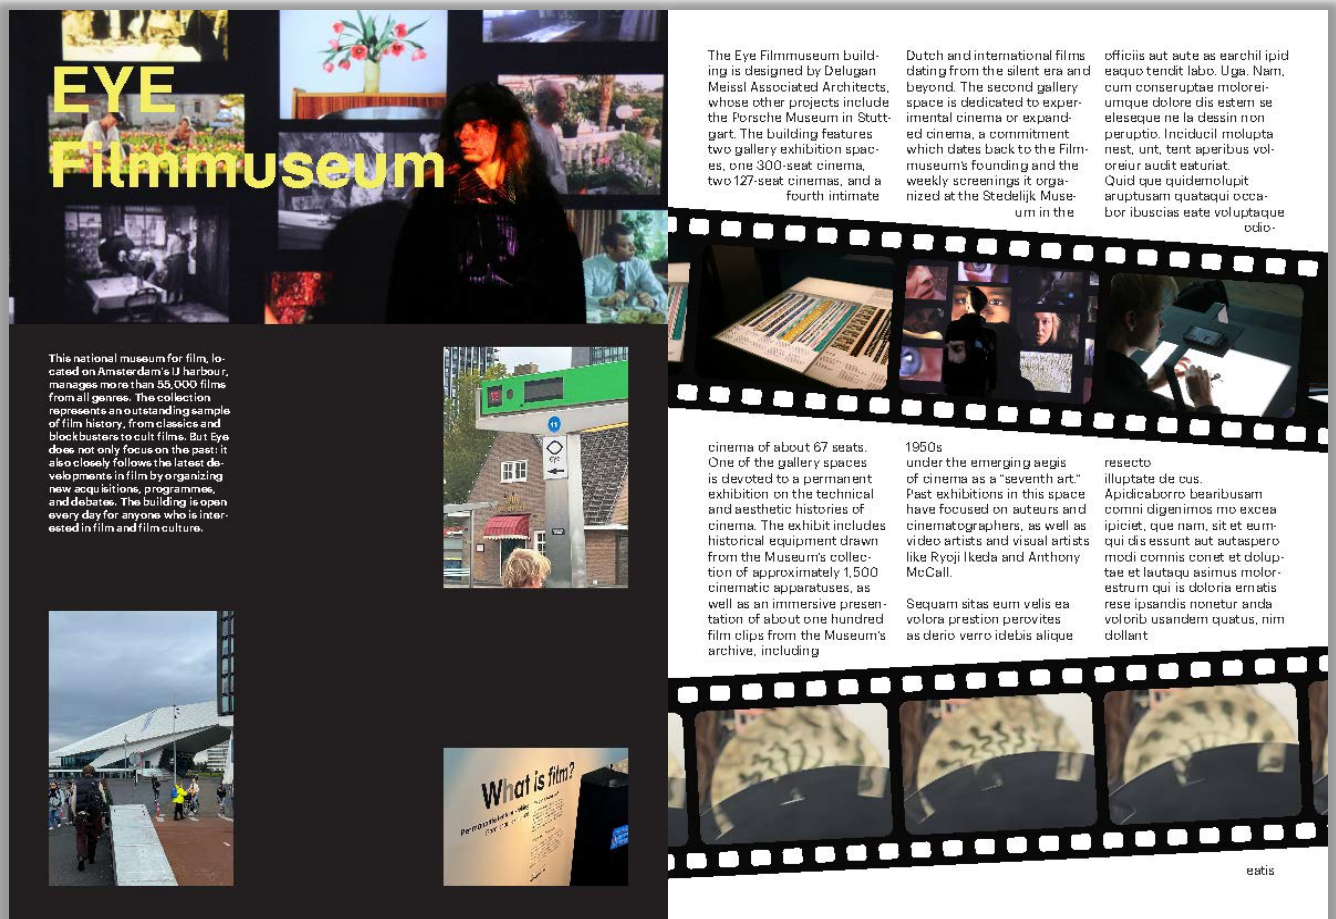 EYE
Filmmuseum
This national museum for film, lo-
cated on Amsterdam's IJ harbour,
manages more than 55,000 films
from all genres. The collection
represents an outstanding sample
of film history, from classics and
blockbusters to cult films. But Eye
does not only focus on the past: it
also closely follows the latest de-
velopments in film by organizing
new acquisitions, programmes,
and debates. The building is open
every day for anyone who is inter-
ested in film and film culture.
11
eye
What is film?
The Eye Filmmuseum build-
ing is designed by Delugan
Meissl Associated Architects,
whose other projects include
the Porsche Museum in Stutt-
gart. The building features
two gallery exhibition spac-
es, one 300-seat cinema,
two 127-seat cinemas, and a
fourth intimate
cinema of about 67 seats.
One of the gallery spaces
is devoted to a permanent
exhibition on the technical
and aesthetic histories of
cinema. The exhibit includes
historical equipment drawn
from the Museum's collec-
tion of approximately 1,500
cinematic apparatuses, as
well as an immersive presen-
tation of about one hundred
film clips from the Museum's
archive, including
Dutch and international films
dating from the silent era and
beyond. The second gallery
space is dedicated to exper-
imental cinema or expand-
ed cinema, a commitment
which dates back to the Film-
museum's founding and the
weekly screenings it orga-
nized at the Stedelijk Muse-
um in the
1950s
under the emerging aegis
of cinema as a "seventh art."
Past exhibitions in this space
have focused on auteurs and
cinematographers, as well as
video artists and visual artists
like Ryoji Ikeda and Anthony
McCall.
Sequam sitas eum velis ea
volora prestion perovites
as derio verro idebis alique
officiis aut aute as earchil ipid
eaquo tendit labo. Uga. Nam,
cum conseruptae molorei-
umque dolore dis estem se
eleseque ne la dessin non
peruptio. Inciducil molupta
nest, unt, tent aperibus vol-
oreiur audit eaturiat.
Quid que quidemolupit
aruptusam quataqui occa-
bor ibuscias eate voluptaque
odio-
resecto
illuptate de cus.
Apidicaborro bearibusam
comni digenimos mo excea
ipiciet, que nam, sit et eum-
qui dis essunt aut autaspero
modi comnis conet et dolup-
tae et lautaqu asimus molor-
estrum qui is doloria ernatis
rese ipsandis nonetur anda
volorib usandem quatus, nim
dollant
eatis